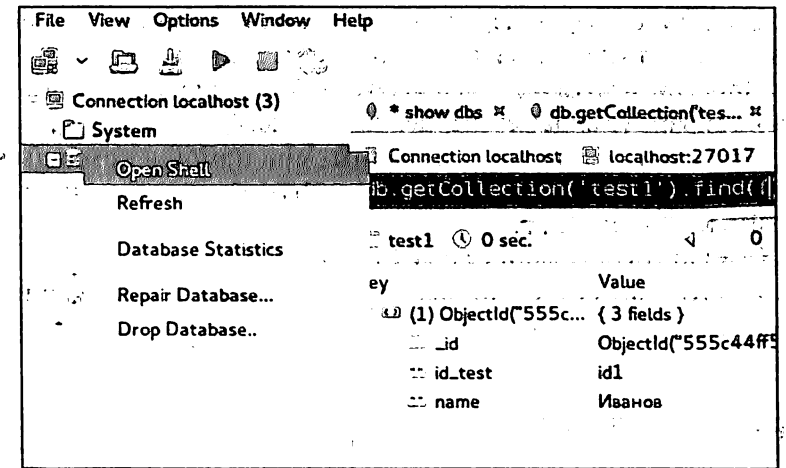 File View Options Window Help
Connection localhost (3)
System
Open Shell
Refresh
Database Statistics
Repair Database...
Drop Database..
* show dbs db.getCollection('tes...
Connection localhost localhost:27017
db.getCollection('test1').find(
test1 0 sec. 0
ey Value
(1) ObjectId("555c... { 3 fields }
_id ObjectId("555c44ff5
id_test id1
name Иванов